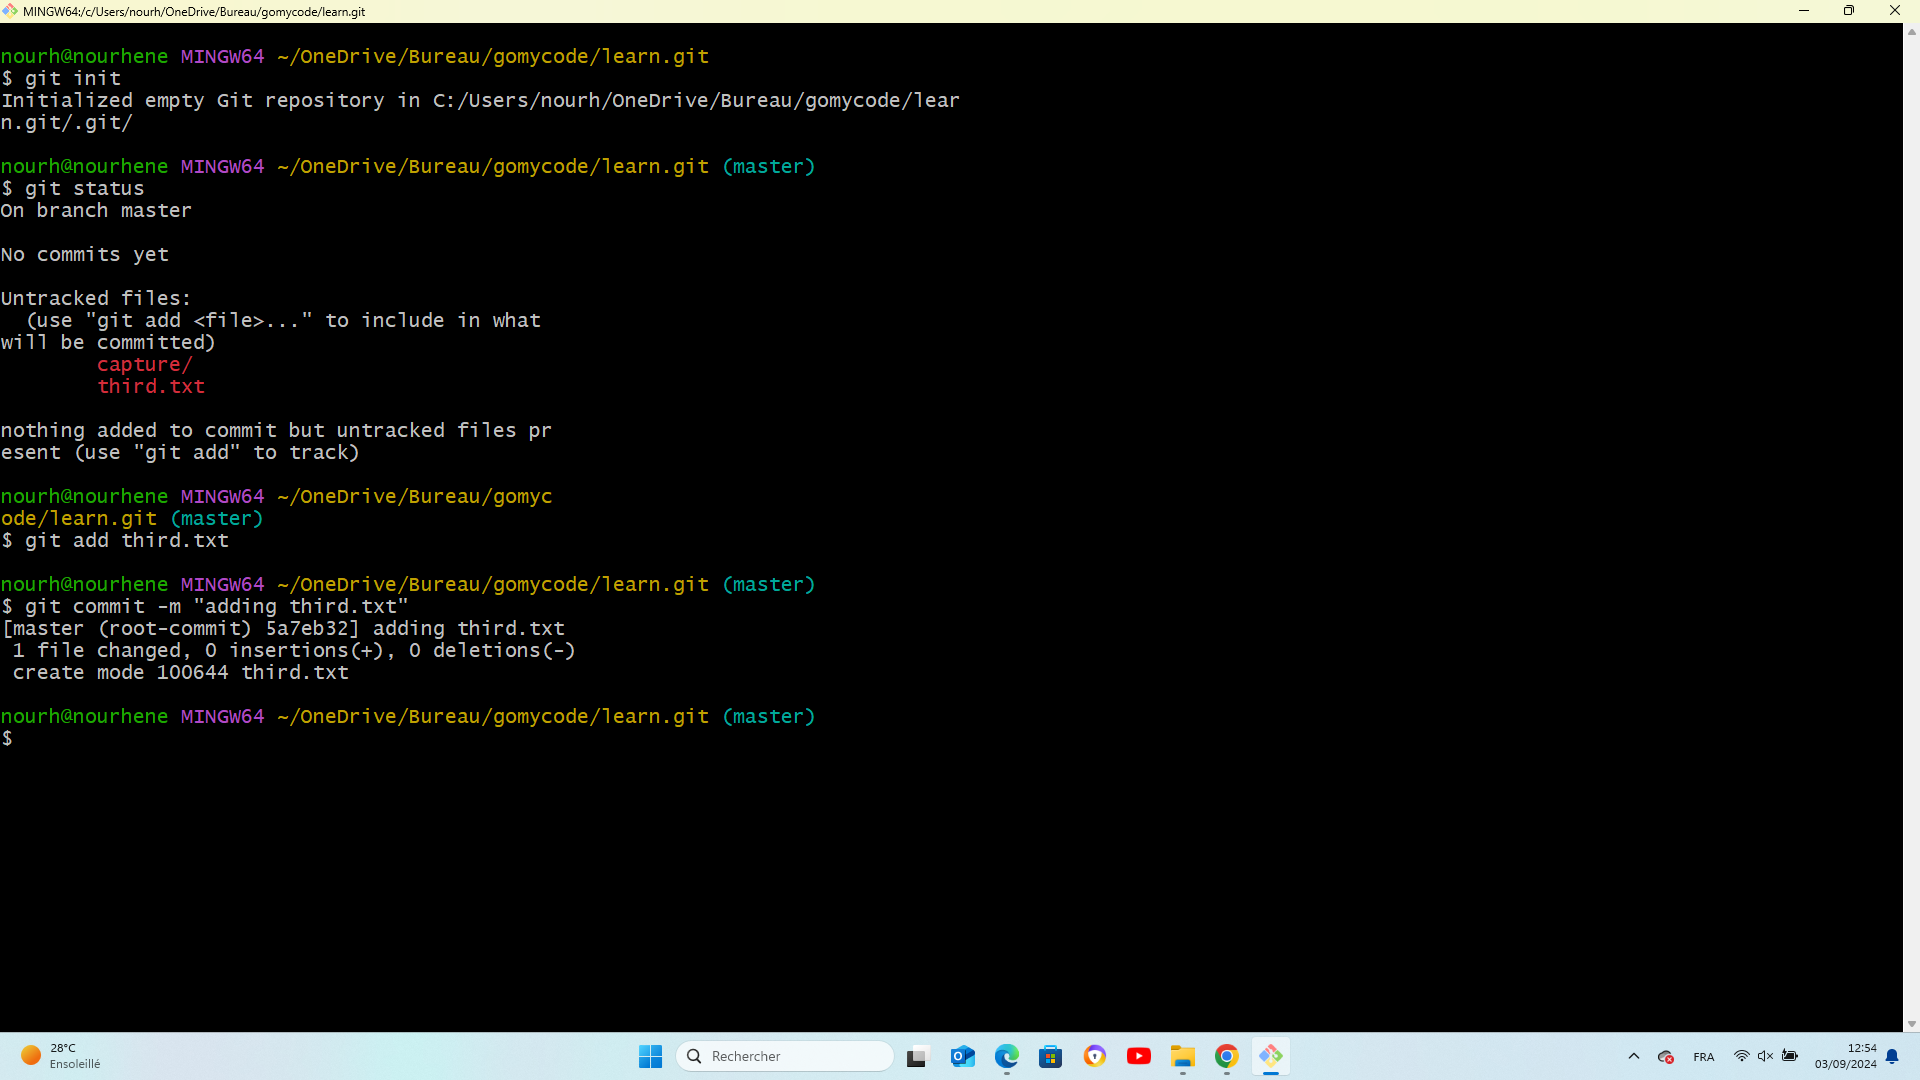 MINGW64:/c/Users/nourh/OneDrive/Bureau/gomycode/learn.git
nourh@nourhene MINGW64 ~/OneDrive/Bureau/gomycode/learn.git
$ git init
Initialized empty Git repository in C:/Users/nourh/OneDrive/Bureau/gomycode/lear
n.git/.git/
nourh@nourhene MINGW64 ~/OneDrive/Bureau/gomycode/learn.git (master)
$ git status
On branch master
No commits yet
Untracked files:
(use "git add <file>..." to include in what
will be committed)
capture/
third.txt
nothing added to commit but untracked files pr
esent (use "git add" to track)
nourh@nourhene MINGW64 ~/OneDrive/Bureau/gomyc
ode/learn.git (master)
$ git add third.txt
nourh@nourhene MINGW64 ~/OneDrive/Bureau/gomycode/learn.git (master)
$ git commit -m "adding third.txt"
[master (root-commit) 5a7eb32] adding third.txt
1 file changed, 0 insertions(+), 0 deletions(-)
create mode 100644 third.txt
nourh@nourhene MINGW64 ~/OneDrive/Bureau/gomycode/learn.git (master)
$
28°C
Ensoleillé
Rechercher
FRA
12:54
03/09/2024